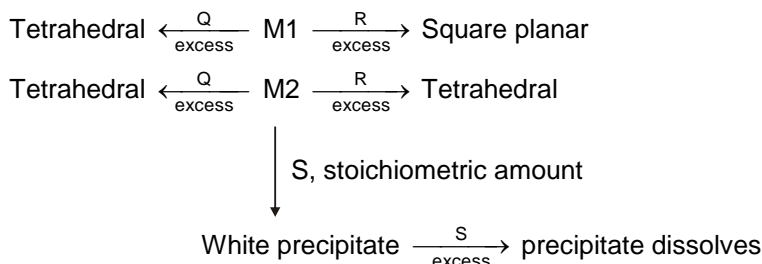 Tetrahedral Q excess M1 R excess Square planar
Tetrahedral Q excess M2 R excess Tetrahedral
S, stoichiometric amount
White precipitate S excess precipitate dissolves